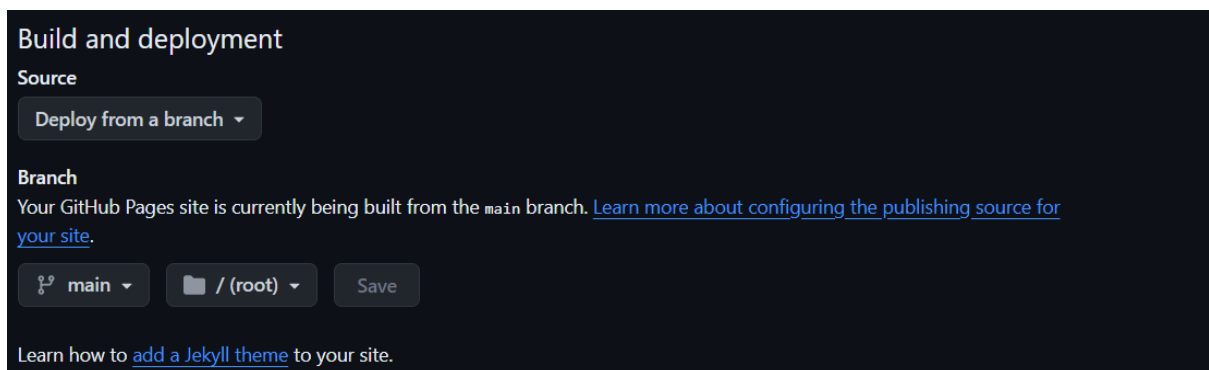 Build and deployment
Source
Deploy from a branch
Branch
Your GitHub Pages site is currently being built from the main branch. Learn more about configuring the publishing source for
your site.
main / (root) Save
Learn how to add a Jekyll theme to your site.